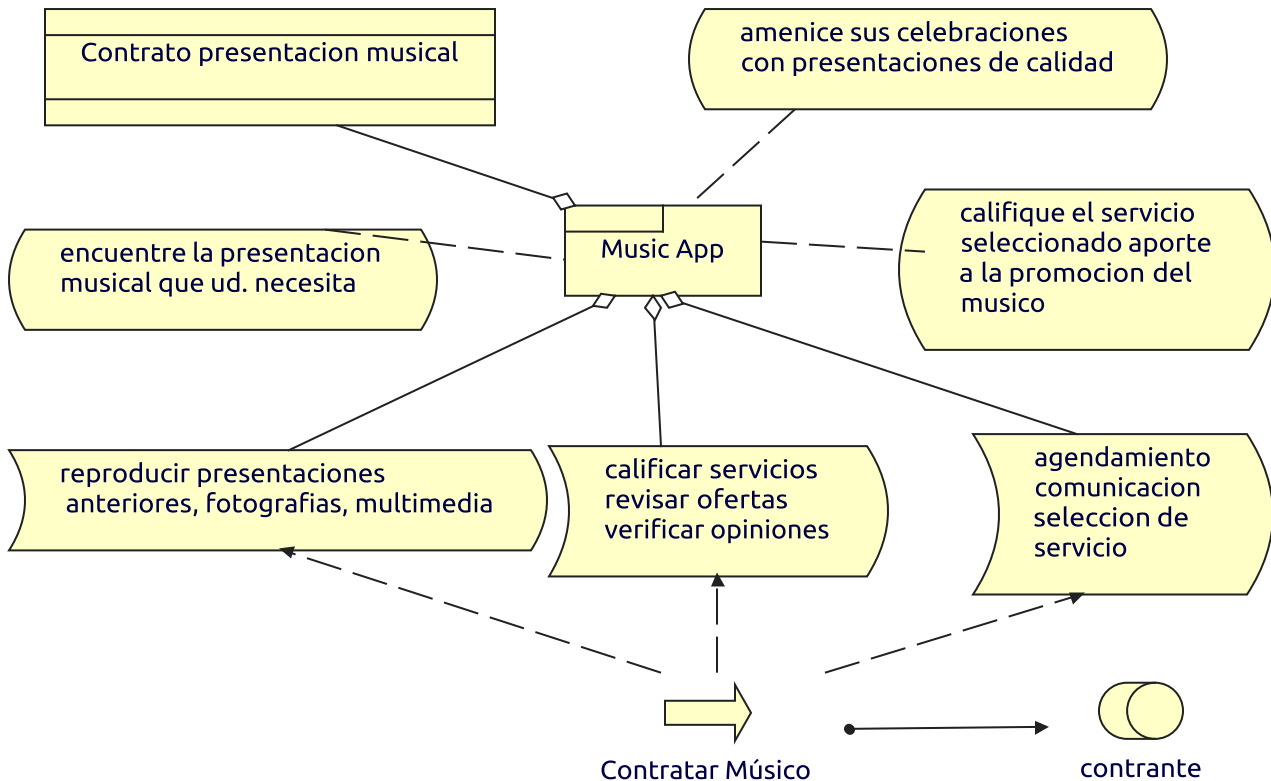 Contrato presentacion musical
amenice sus celebraciones
con presentaciones de calidad
encuentre la presentacion
musical que ud. necesita
Music App
califique el servicio
seleccionado aporte
a la promocion del
musico
reproducir presentaciones
anteriores, fotografias, multimedia
calificar servicios
revisar ofertas
verificar opiniones
agendamiento
comunicacion
seleccion de
servicio
Contratar Músico
contrante